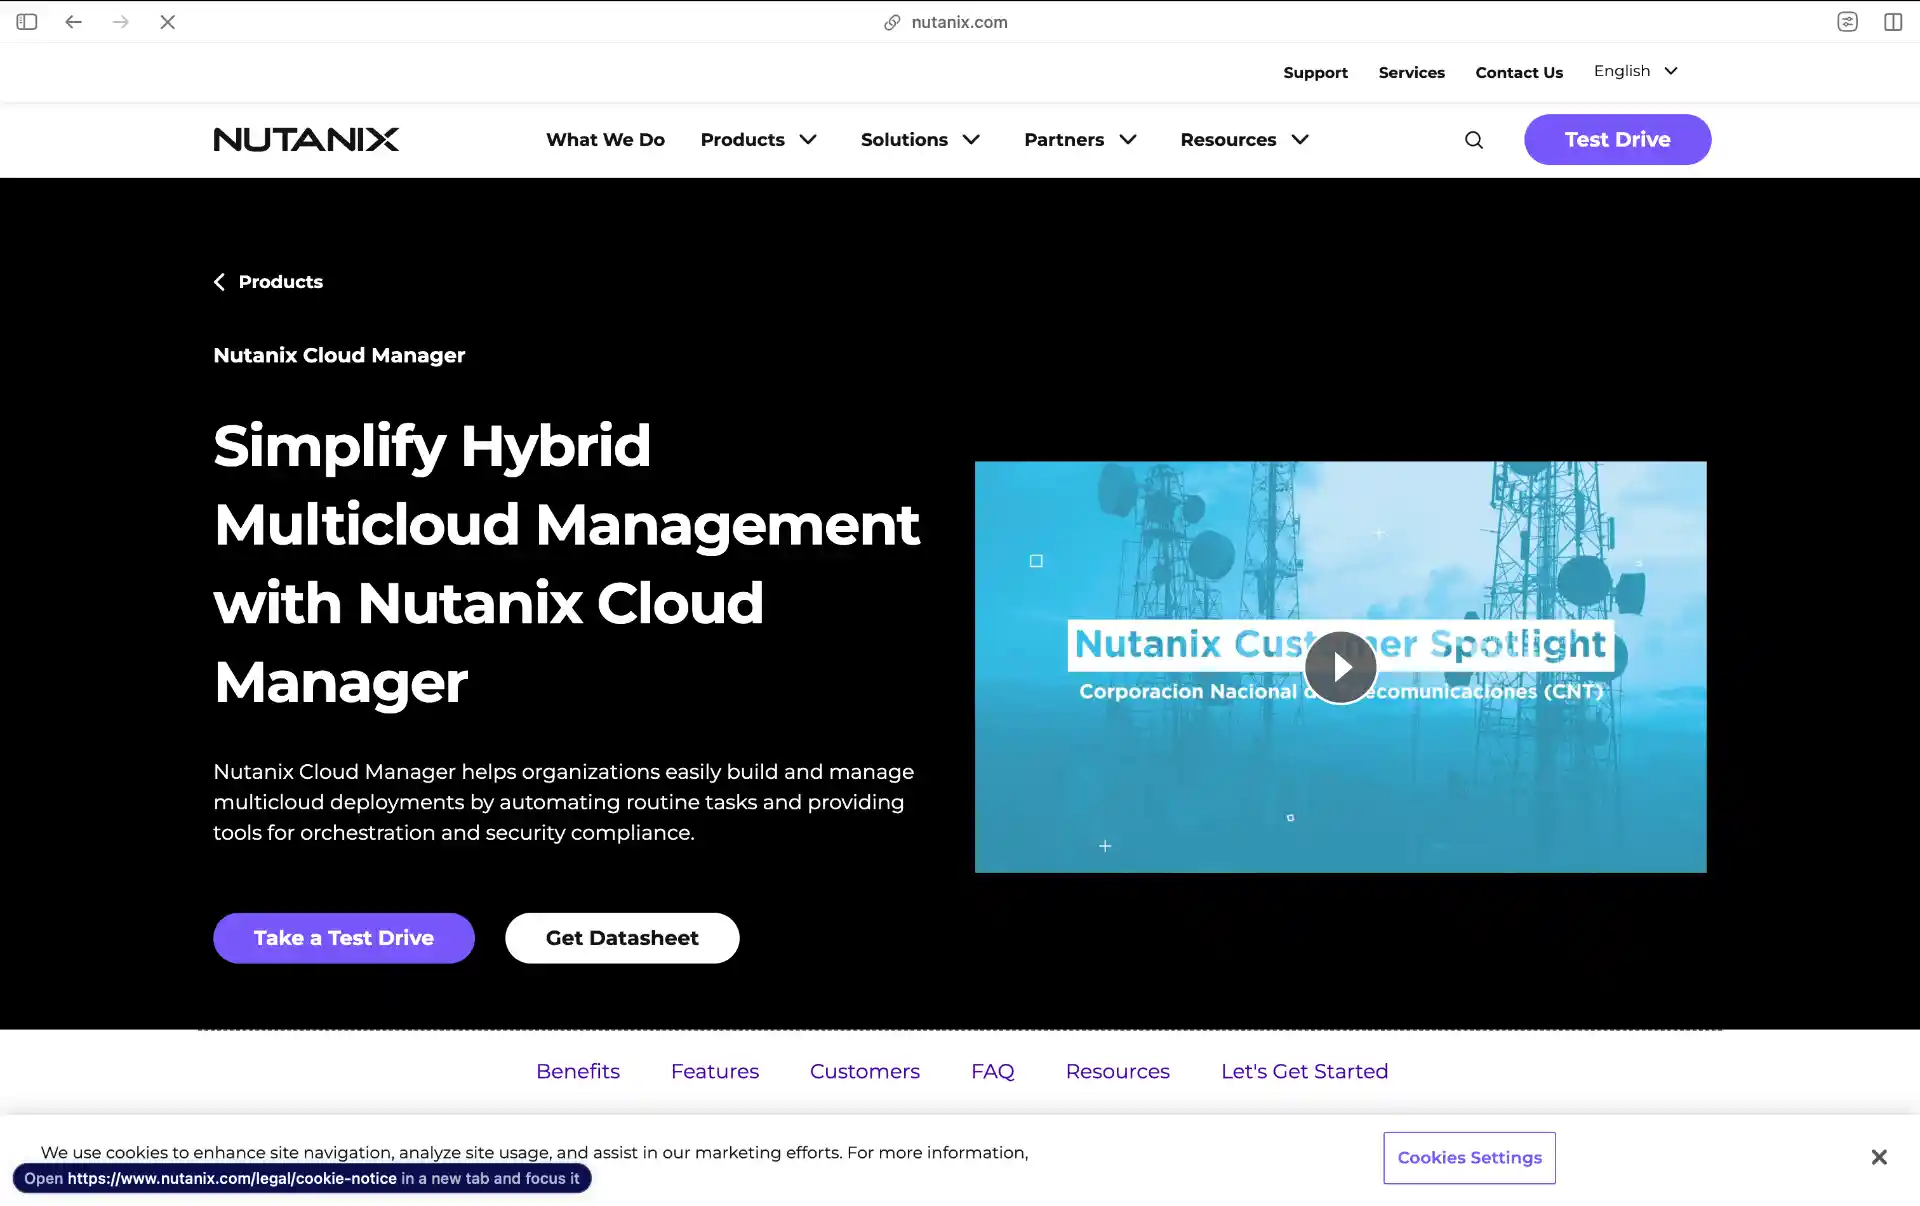 nutanix.com
Support Services Contact Us English
NUTANIX What We Do Products Solutions Partners Resources Test Drive
Products
Nutanix Cloud Manager
Simplify Hybrid
Multicloud Management
with Nutanix Cloud
Manager
Nutanix Cloud Manager helps organizations easily build and manage
multicloud deployments by automating routine tasks and providing
tools for orchestration and security compliance.
Take a Test Drive Get Datasheet
Nutanix Customer Spotlight
Corporacion Nacional de Telecomunicaciones (CNT)
Benefits Features Customers FAQ Resources Let's Get Started
We use cookies to enhance site navigation, analyze site usage, and assist in our marketing efforts. For more information,
Open https://www.nutanix.com/legal/cookie-notice in a new tab and focus it
Cookies Settings